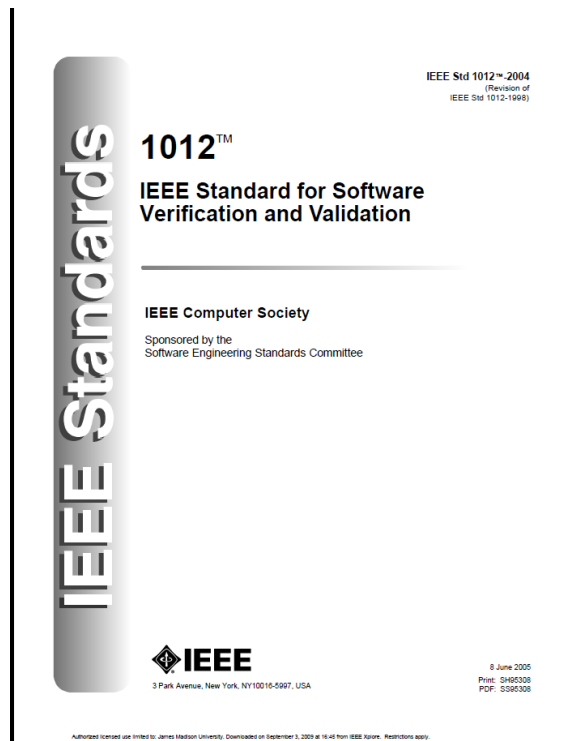 IEEE Std 1012™-2004
(Revision of
IEEE Std 1012-1998)
IEEE Standards
1012™
IEEE Standard for Software
Verification and Validation
IEEE Computer Society
Sponsored by the
Software Engineering Standards Committee
IEEE
3 Park Avenue, New York, NY10016-5997, USA
8 June 2005
Print: SH95308
PDF: SS95308
Authorized licensed use limited to: James Madison University. Downloaded on September 3, 2009 at 16:45 from IEEE Xplore. Restrictions apply.